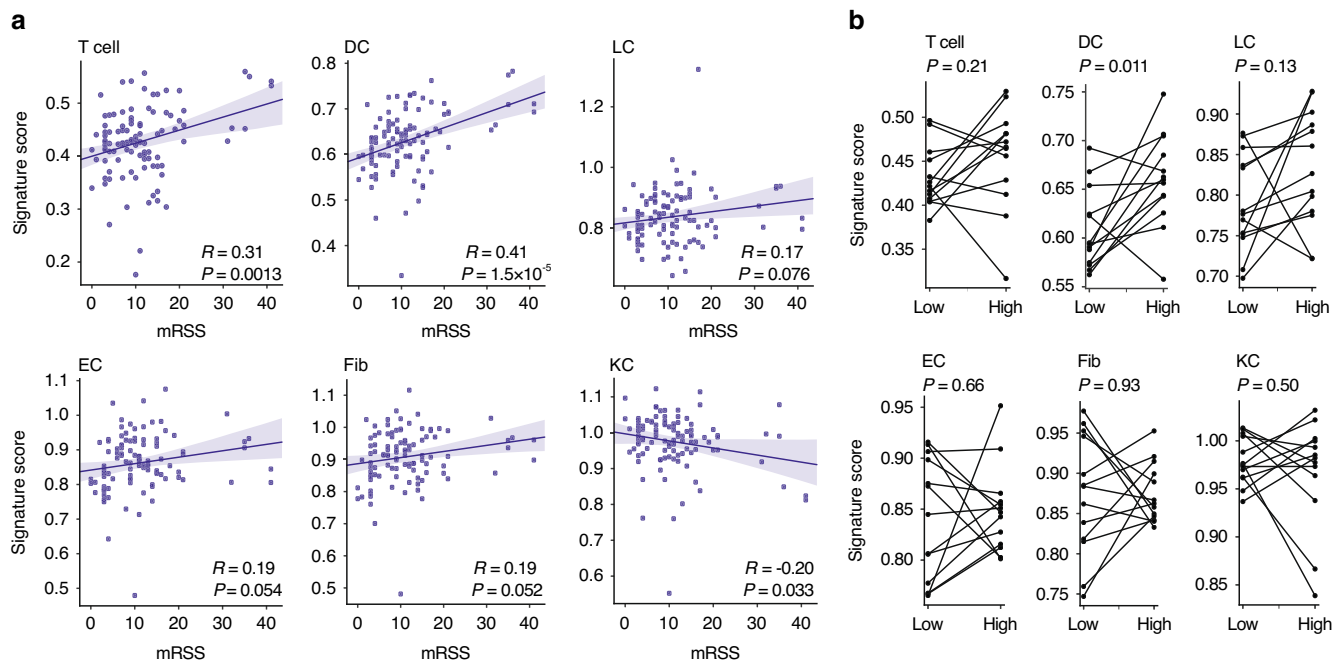 a
T cell
Signature score
0.5
0.4
0.3
0.2
R = 0.31
P = 0.0013
0 10 20 30 40
mRSS
DC
0.8
0.7
0.6
0.4
R = 0.41
P = 1.5×10⁻⁵
0 10 20 30 40
mRSS
LC
1.2
1.0
0.8
R = 0.17
P = 0.076
0 10 20 30 40
mRSS
EC
Signature score
1.1
1.0
0.9
0.8
0.7
0.5
R = 0.19
P = 0.054
0 10 20 30 40
mRSS
Fib
1.1
1.0
0.9
0.8
0.7
0.6
0.5
R = 0.19
P = 0.052
0 10 20 30 40
mRSS
KC
1.1
1.0
0.9
0.8
0.7
0.6
R = -0.20
P = 0.033
0 10 20 30 40
mRSS
b
T cell
P = 0.21
Signature score
0.50
0.45
0.40
0.35
Low High
DC
P = 0.011
0.75
0.70
0.65
0.60
0.55
Low High
LC
P = 0.13
0.90
0.85
0.80
0.75
0.70
Low High
EC
P = 0.66
Signature score
0.95
0.90
0.85
0.80
Low High
Fib
P = 0.93
0.95
0.90
0.85
0.80
0.75
Low High
KC
P = 0.50
1.00
0.95
0.90
0.85
Low High